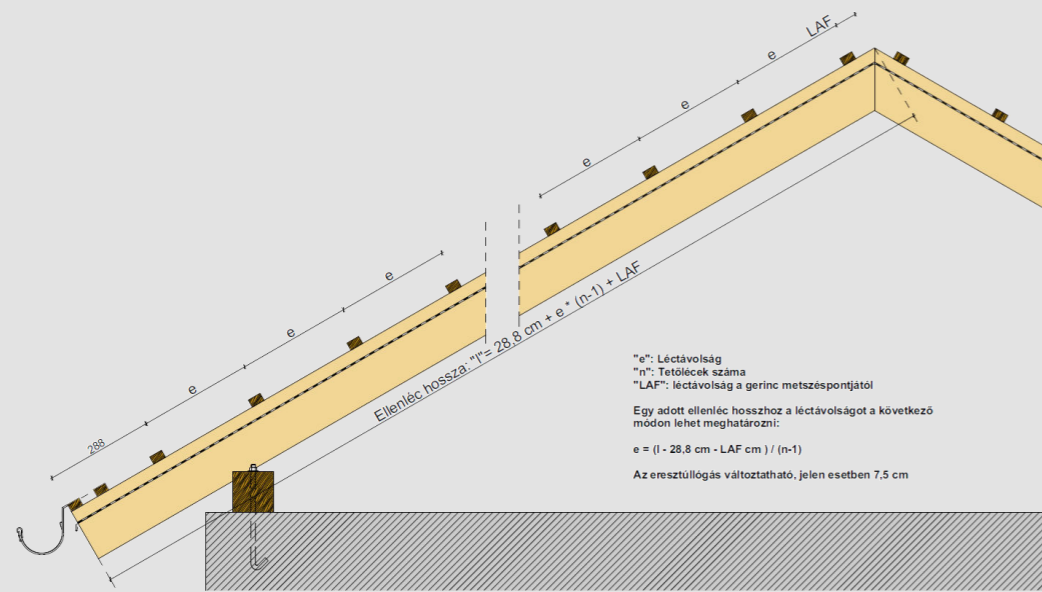 LAF
e
e
e
e
e
e
288
Ellenléc hossza: "l"= 28,8 cm + e * (n-1) + LAF
"e": Léctávolság
"n": Tetőlécek száma
"LAF": léctávolság a gerinc metszéspontjától
Egy adott ellenléc hosszhoz a léctávolságot a következő
módon lehet meghatározni:
e = (l - 28,8 cm - LAF cm ) / (n-1)
Az eresztúllógás változtatható, jelen esetben 7,5 cm